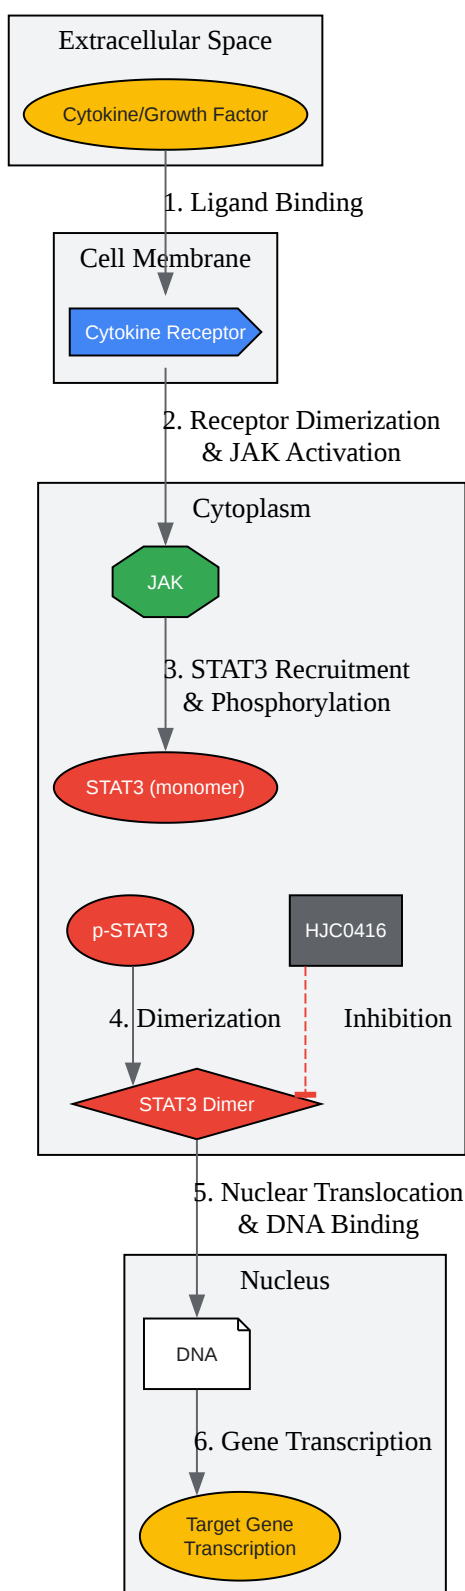 Extracellular Space
Cytokine/Growth Factor
1. Ligand Binding
Cell Membrane
Cytokine Receptor
2. Receptor Dimerization
& JAK Activation
Cytoplasm
JAK
3. STAT3 Recruitment
& Phosphorylation
STAT3 (monomer)
p-STAT3
HJC0416
4. Dimerization
Inhibition
STAT3 Dimer
5. Nuclear Translocation
& DNA Binding
Nucleus
DNA
6. Gene Transcription
Target Gene
Transcription